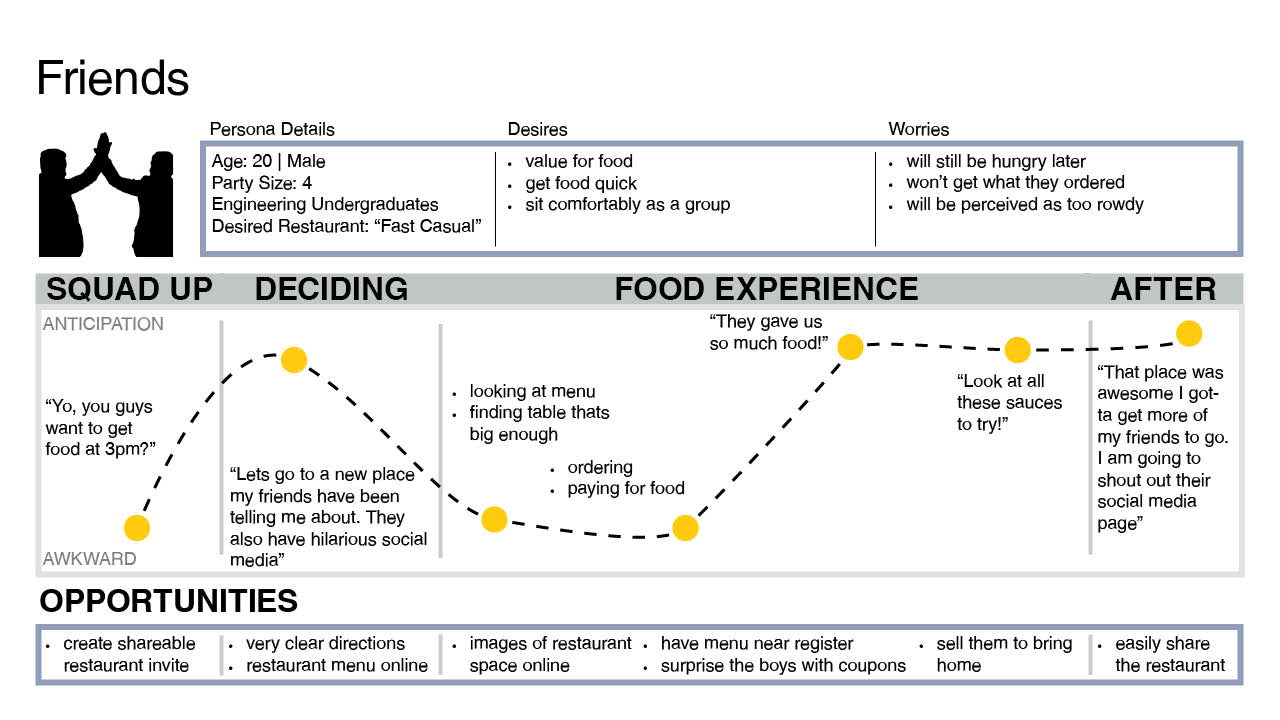 Friends
Persona Details
Age: 20 | Male
Party Size: 4
Engineering Undergraduates
Desired Restaurant: “Fast Casual”
Desires
• value for food
• get food quick
• sit comfortably as a group
Worries
• will still be hungry later
• won’t get what they ordered
• will be perceived as too rowdy
SQUAD UP
DECIDING
FOOD EXPERIENCE
AFTER
ANTICIPATION
“Yo, you guys
want to get
food at 3pm?”
AWKWARD
“Lets go to a new place
my friends have been
telling me about. They
also have hilarious social
media”
• looking at menu
• finding table thats
big enough
• ordering
• paying for food
“They gave us
so much food!”
“Look at all
these sauces
to try!”
“That place was
awesome I got-
ta get more of
my friends to go.
I am going to
shout out their
social media
page”
OPPORTUNITIES
• create shareable
restaurant invite
• very clear directions
• restaurant menu online
• images of restaurant
space online
• have menu near register
• surprise the boys with coupons
• sell them to bring
home
• easily share
the restaurant